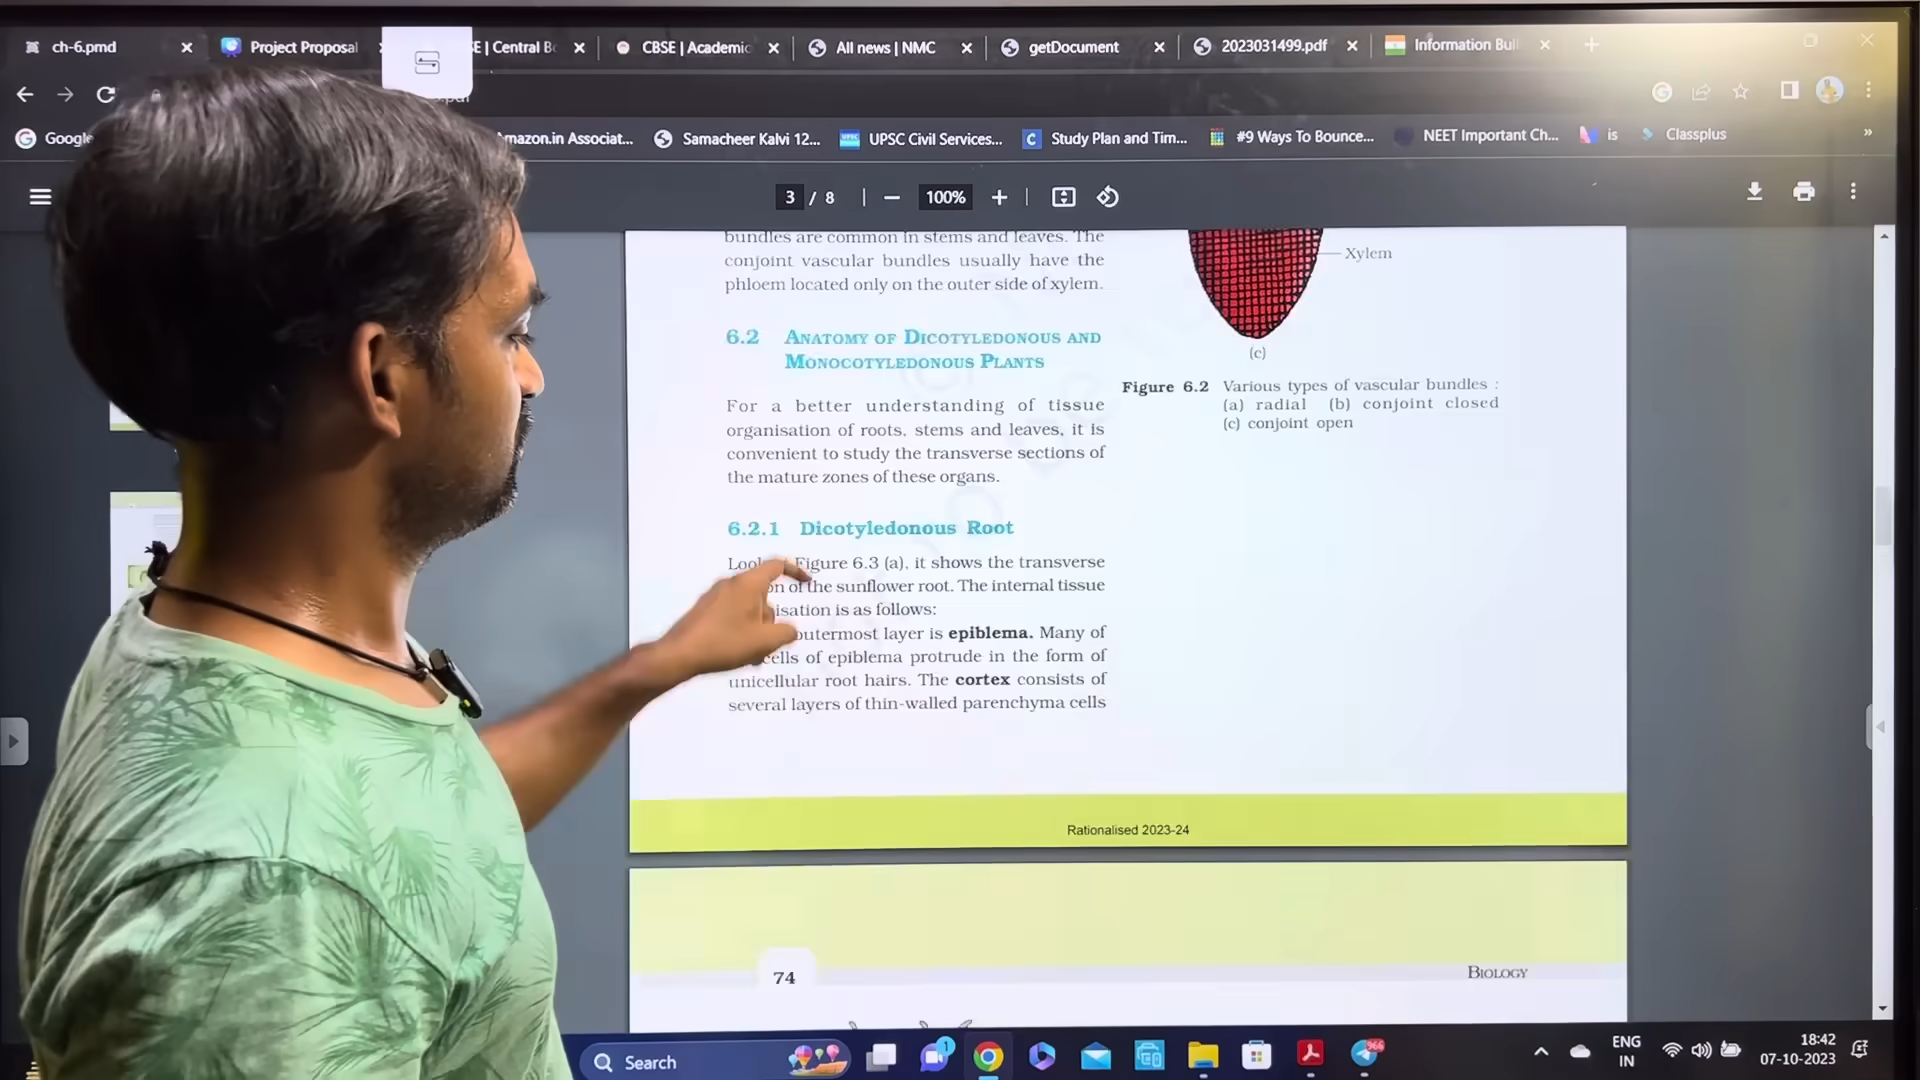 ch-6.pmd
Project Proposal
E | Central Bo
CBSE | Academic
All news | NMC
getDocument
2023031499.pdf
Information Bull
Google
mazon.in Associat...
Samacheer Kalvi 12...
UPSC Civil Services...
Study Plan and Tim...
#9 Ways To Bounce...
NEET Important Ch...
is
Classplus
3 / 8
100%
bundles are common in stems and leaves. The
conjoint vascular bundles usually have the
phloem located only on the outer side of xylem.
Xylem
(c)
Figure 6.2 Various types of vascular bundles :
(a) radial (b) conjoint closed
(c) conjoint open
6.2 ANATOMY OF DICOTYLEDONOUS AND
MONOCOTYLEDONOUS PLANTS
For a better understanding of tissue
organisation of roots, stems and leaves, it is
convenient to study the transverse sections of
the mature zones of these organs.
6.2.1 Dicotyledonous Root
Look Figure 6.3 (a), it shows the transverse
on of the sunflower root. The internal tissue
isation is as follows:
outermost layer is epiblema. Many of
cells of epiblema protrude in the form of
unicellular root hairs. The cortex consists of
several layers of thin-walled parenchyma cells
Rationalised 2023-24
74
BIOLOGY
Search
1
966
ENG
IN
18:42
07-10-2023